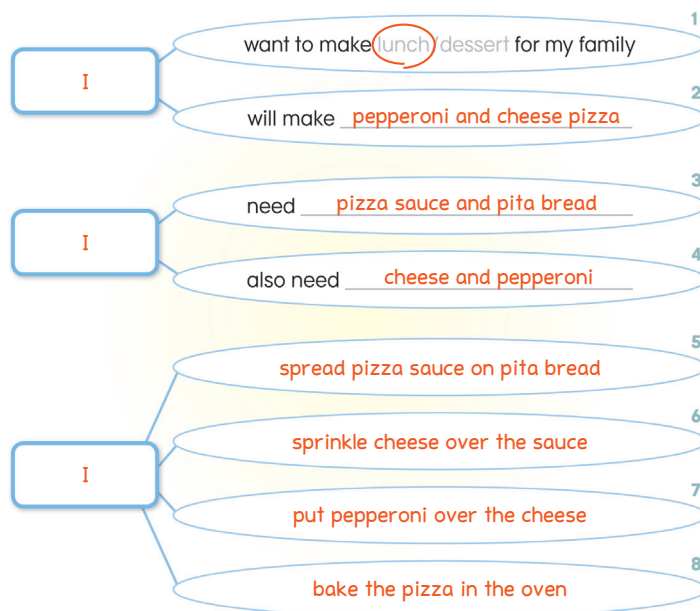 1
I
want to make lunch/dessert for my family
2
will make pepperoni and cheese pizza
3
I
need pizza sauce and pita bread
4
also need cheese and pepperoni
5
spread pizza sauce on pita bread
6
sprinkle cheese over the sauce
I
7
put pepperoni over the cheese
8
bake the pizza in the oven